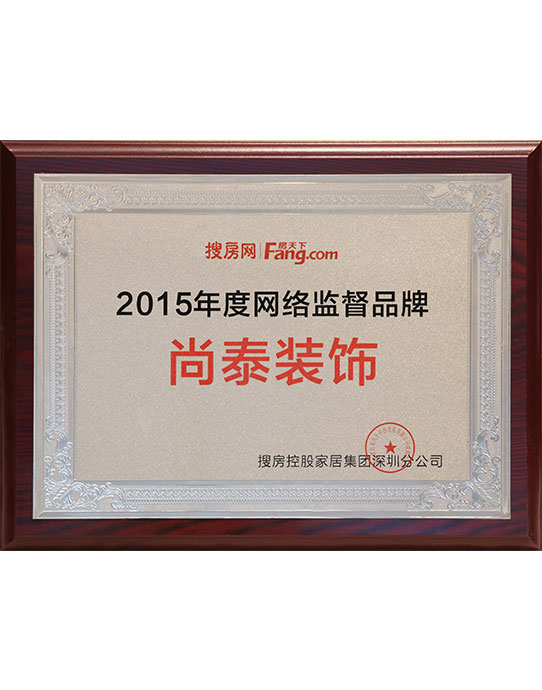 搜房网 房天下 Fang.com
2015年度网络监督品牌
尚泰装饰
搜房控股家居集团深圳分公司